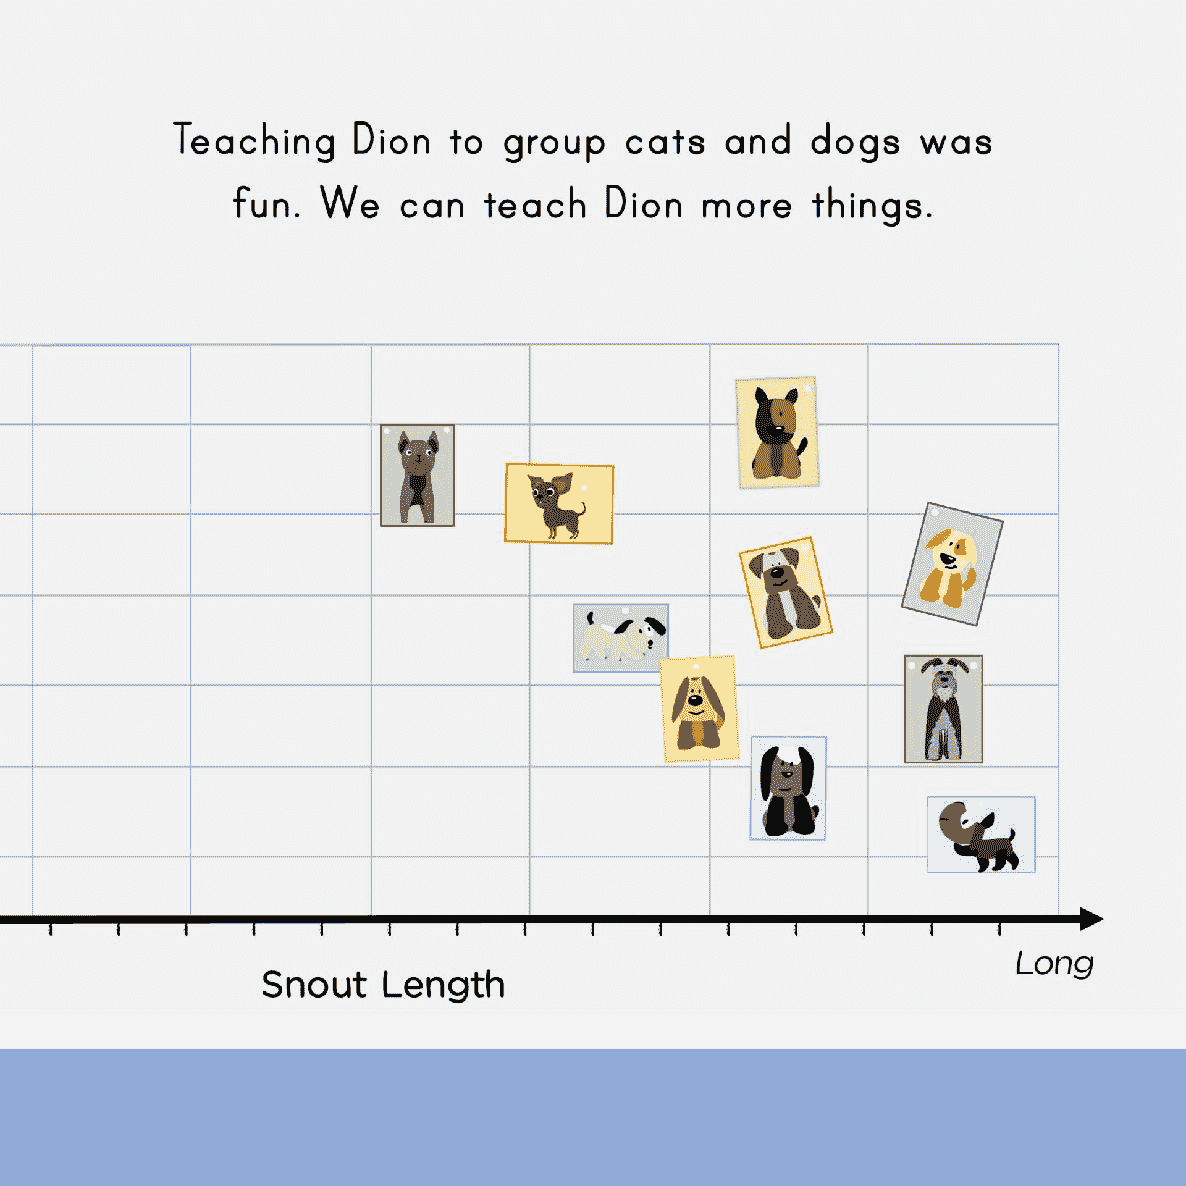 Teaching Dion to group cats and dogs was
fun. We can teach Dion more things.
Long
Snout Length